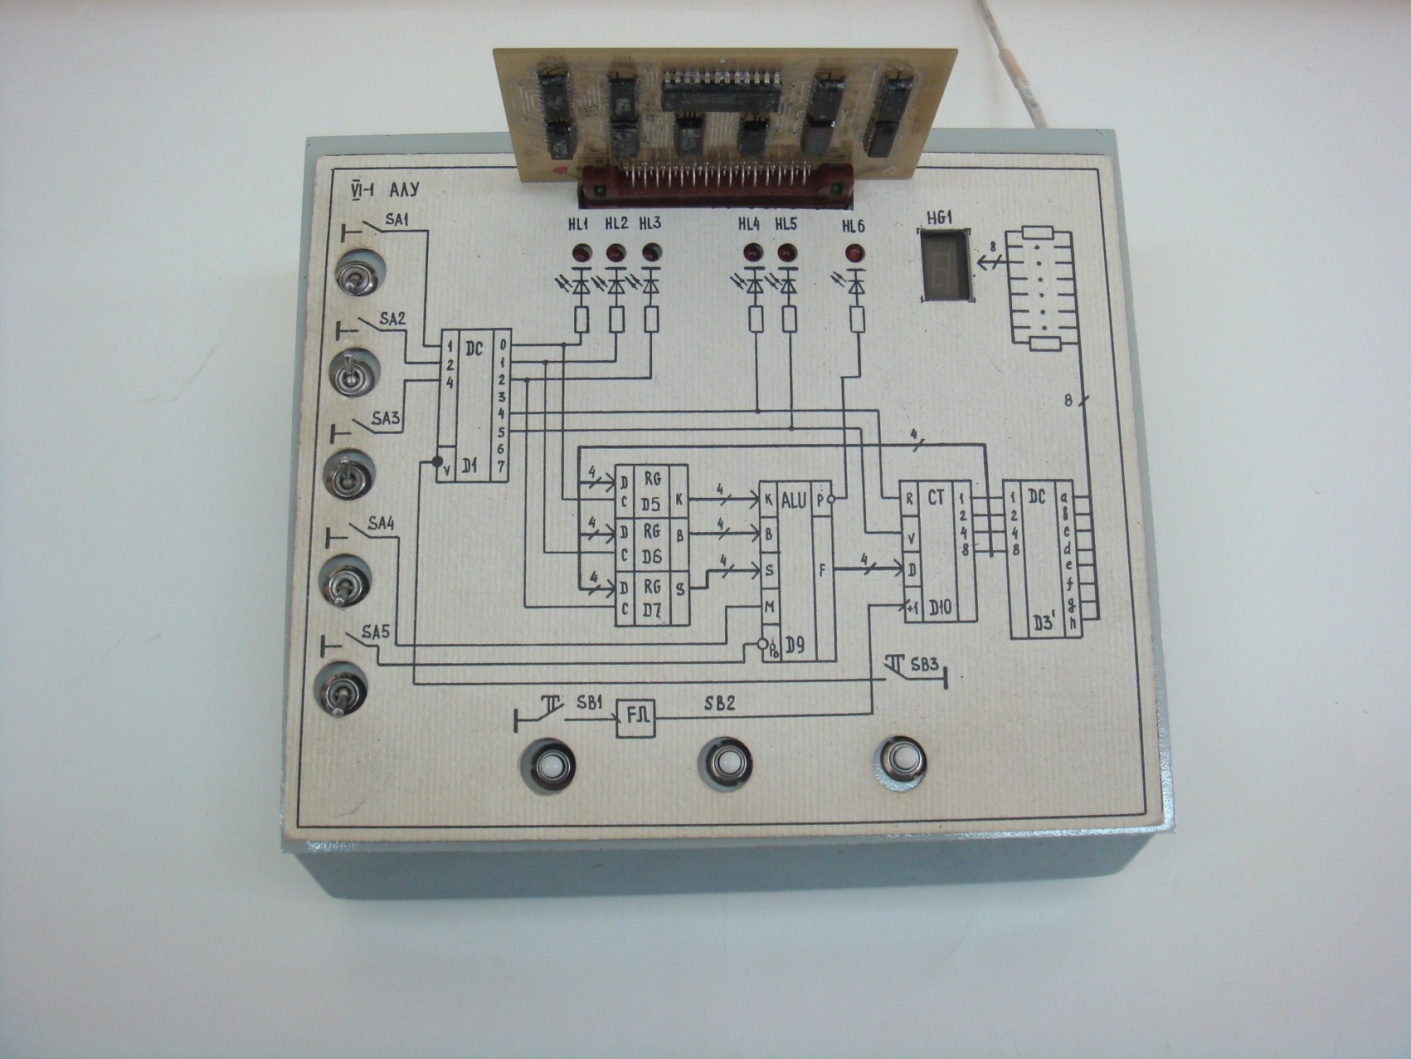 VI-1 АЛУ
SA1
HL1 HL2 HL3 HL4 HL5 HL6 HG1
8
SA2
1 DC 0
2 1
4 2
3
4
5
6
V D1 7
SA3
8
4
4 D RG K 4 K ALU P
C D5
4 D RG B 4 B
C D6
4 D RG S 4 S F 4
C D7 M
P0 D9
R CT 1
2
V 4
8
D
+1 D10
1 DC a
2 b
4 c
8 d
e
f
g
D3' h
SA4
SA5
SB3
SB1 F SB2